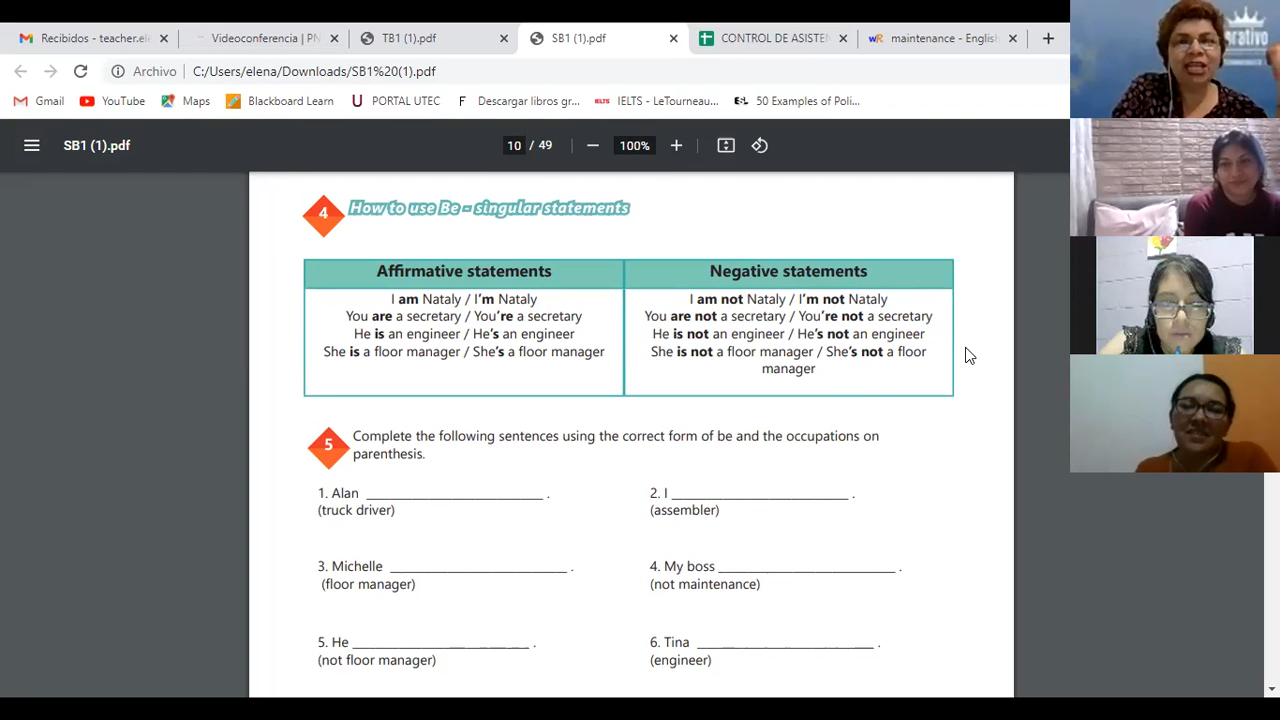 Recibidos - teacher.ele
Videoconferencia | PN
TB1 (1).pdf
SB1 (1).pdf
CONTROL DE ASISTEN
maintenance - English
Archivo
C:/Users/elena/Downloads/SB1%20(1).pdf
Gmail
YouTube
Maps
Blackboard Learn
PORTAL UTEC
Descargar libros gr...
IELTS - LeTourneau...
50 Examples of Poli...
SB1 (1).pdf
10 / 49
100%
4
How to use Be - singular statements
Affirmative statements
I am Nataly / I'm Nataly
You are a secretary / You're a secretary
He is an engineer / He's an engineer
She is a floor manager / She's a floor manager
Negative statements
I am not Nataly / I'm not Nataly
You are not a secretary / You're not a secretary
He is not an engineer / He's not an engineer
She is not a floor manager / She's not a floor
manager
5
Complete the following sentences using the correct form of be and the occupations on
parenthesis.
1. Alan _______________________ .
(truck driver)
2. I _______________________ .
(assembler)
3. Michelle _______________________ .
(floor manager)
4. My boss _______________________ .
(not maintenance)
5. He _______________________ .
(not floor manager)
6. Tina _______________________ .
(engineer)